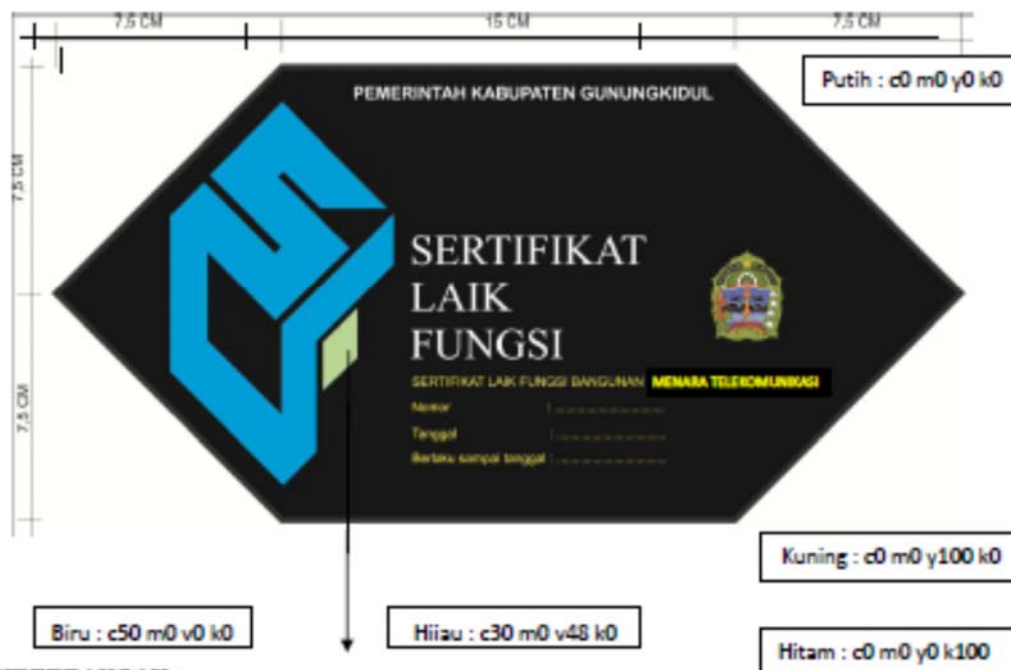 7,5 CM 15 CM 7,5 CM
Putih : c0 m0 y0 k0
PEMERINTAH KABUPATEN GUNUNGKIDUL
7,5 CM
SERTIFIKAT
LAIK
FUNGSI
SERTIFIKAT LAIK FUNGSI BANGUNAN MENARA TELEKOMUNIKASI
7,5 CM
Nomor :
Tanggal :
Berlaku sampai tanggal :
Kuning : c0 m0 y100 k0
Biru : c50 m0 y0 k0
Hijau : c30 m0 y48 k0
Hitam : c0 m0 y0 k100